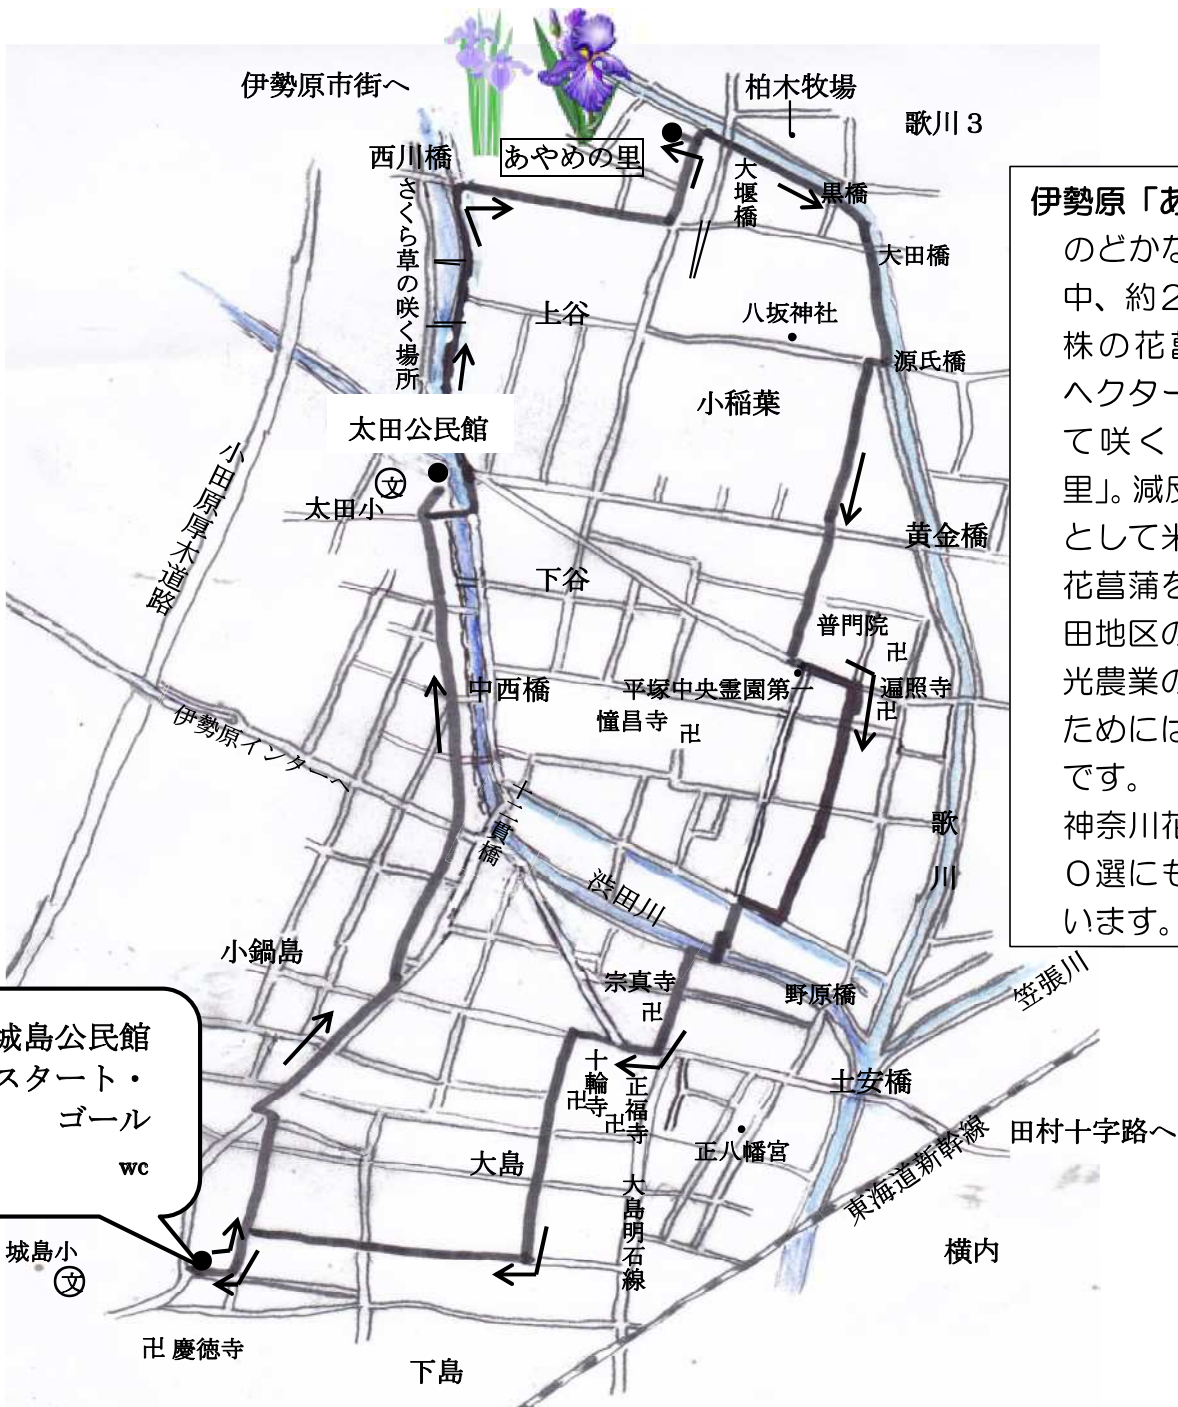 伊勢原市街へ
柏木牧場
歌川３
西川橋
あやめの里
大堰橋
黒橋
さくら草の咲く場所
大田橋
上谷
八坂神社
源氏橋
小稲葉
太田公民館
文
太田小
小田原厚木道路
黄金橋
下谷
普門院
卍
中西橋
平塚中央霊園第一
遍照寺
卍
憧昌寺
卍
伊勢原インターへ
十二貫橋
歌川
渋田川
小鍋島
宗真寺
卍
野原橋
笠張川
十輪寺
卍
正福寺
卍
土安橋
田村十字路へ
正八幡宮
大島
大島明石線
東海道新幹線
横内
城島公民館
スタート・
ゴール
wc
城島小
文
卍 慶徳寺
下島
伊勢原「あ
のどかな
中、約２
株の花菖
ヘクター
て咲く
里」。減反
として米
花菖蒲を
田地区の
光農業の
ためには
です。
神奈川花
０選にも
います。